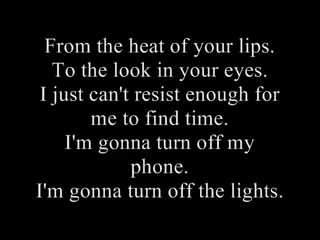 From the heat of your lips.
To the look in your eyes.
I just can't resist enough for
me to find time.
I'm gonna turn off my
phone.
I'm gonna turn off the lights.